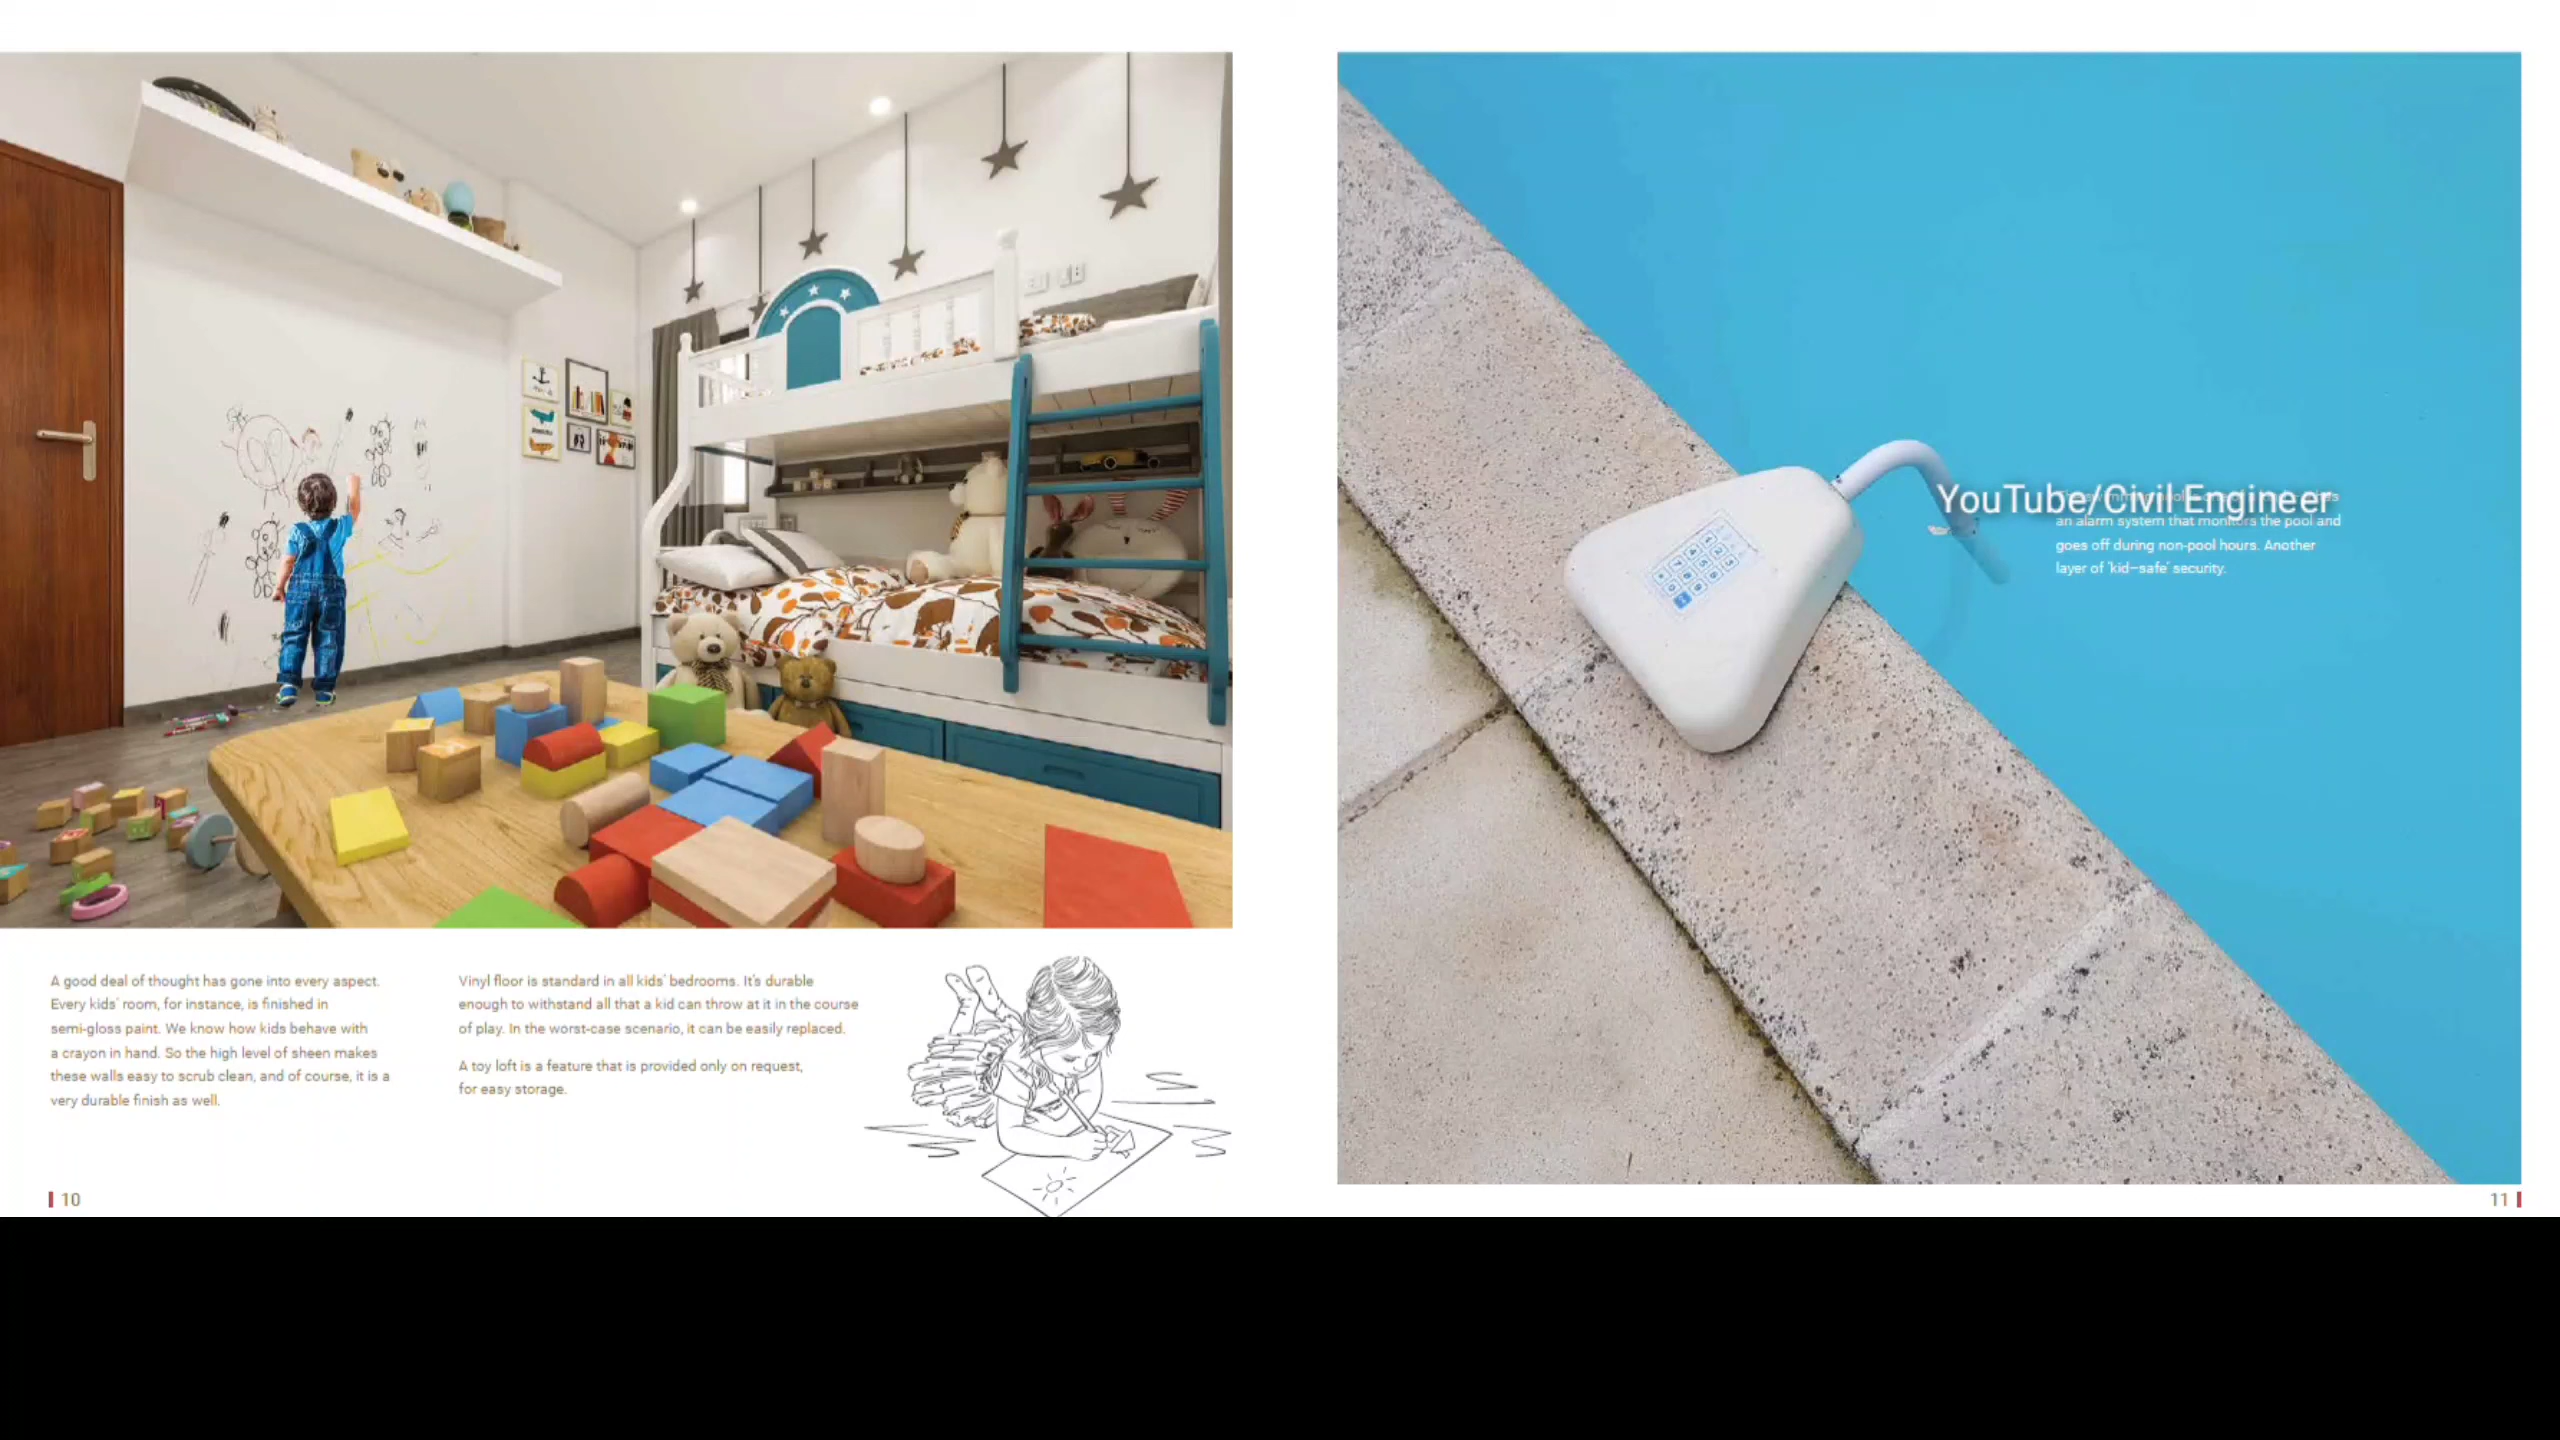 A good deal of thought has gone into every aspect.
Every kids' room, for instance, is finished in
semi-gloss paint. We know how kids behave with
a crayon in hand. So the high level of sheen makes
these walls easy to scrub clean, and of course, it is a
very durable finish as well.
Vinyl floor is standard in all kids' bedrooms. It's durable
enough to withstand all that a kid can throw at it in the course
of play. In the worst-case scenario, it can be easily replaced.
A toy loft is a feature that is provided only on request,
for easy storage.
10
YouTube/Civil Engineer
an alarm system that monitors the pool and
goes off during non-pool hours. Another
layer of 'kid–safe' security.
11